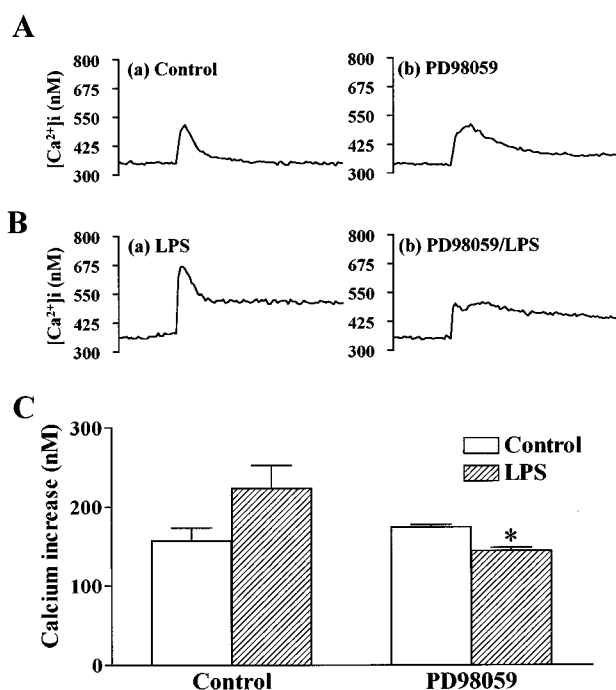 A
[Ca²⁺]i (nM)
800
675
550
425
300
(a) Control
800
675
550
425
300
(b) PD98059
B
[Ca²⁺]i (nM)
800
675
550
425
300
(a) LPS
800
675
550
425
300
(b) PD98059/LPS
C
Calcium increase (nM)
300
200
100
0
Control
LPS
*
Control
PD98059